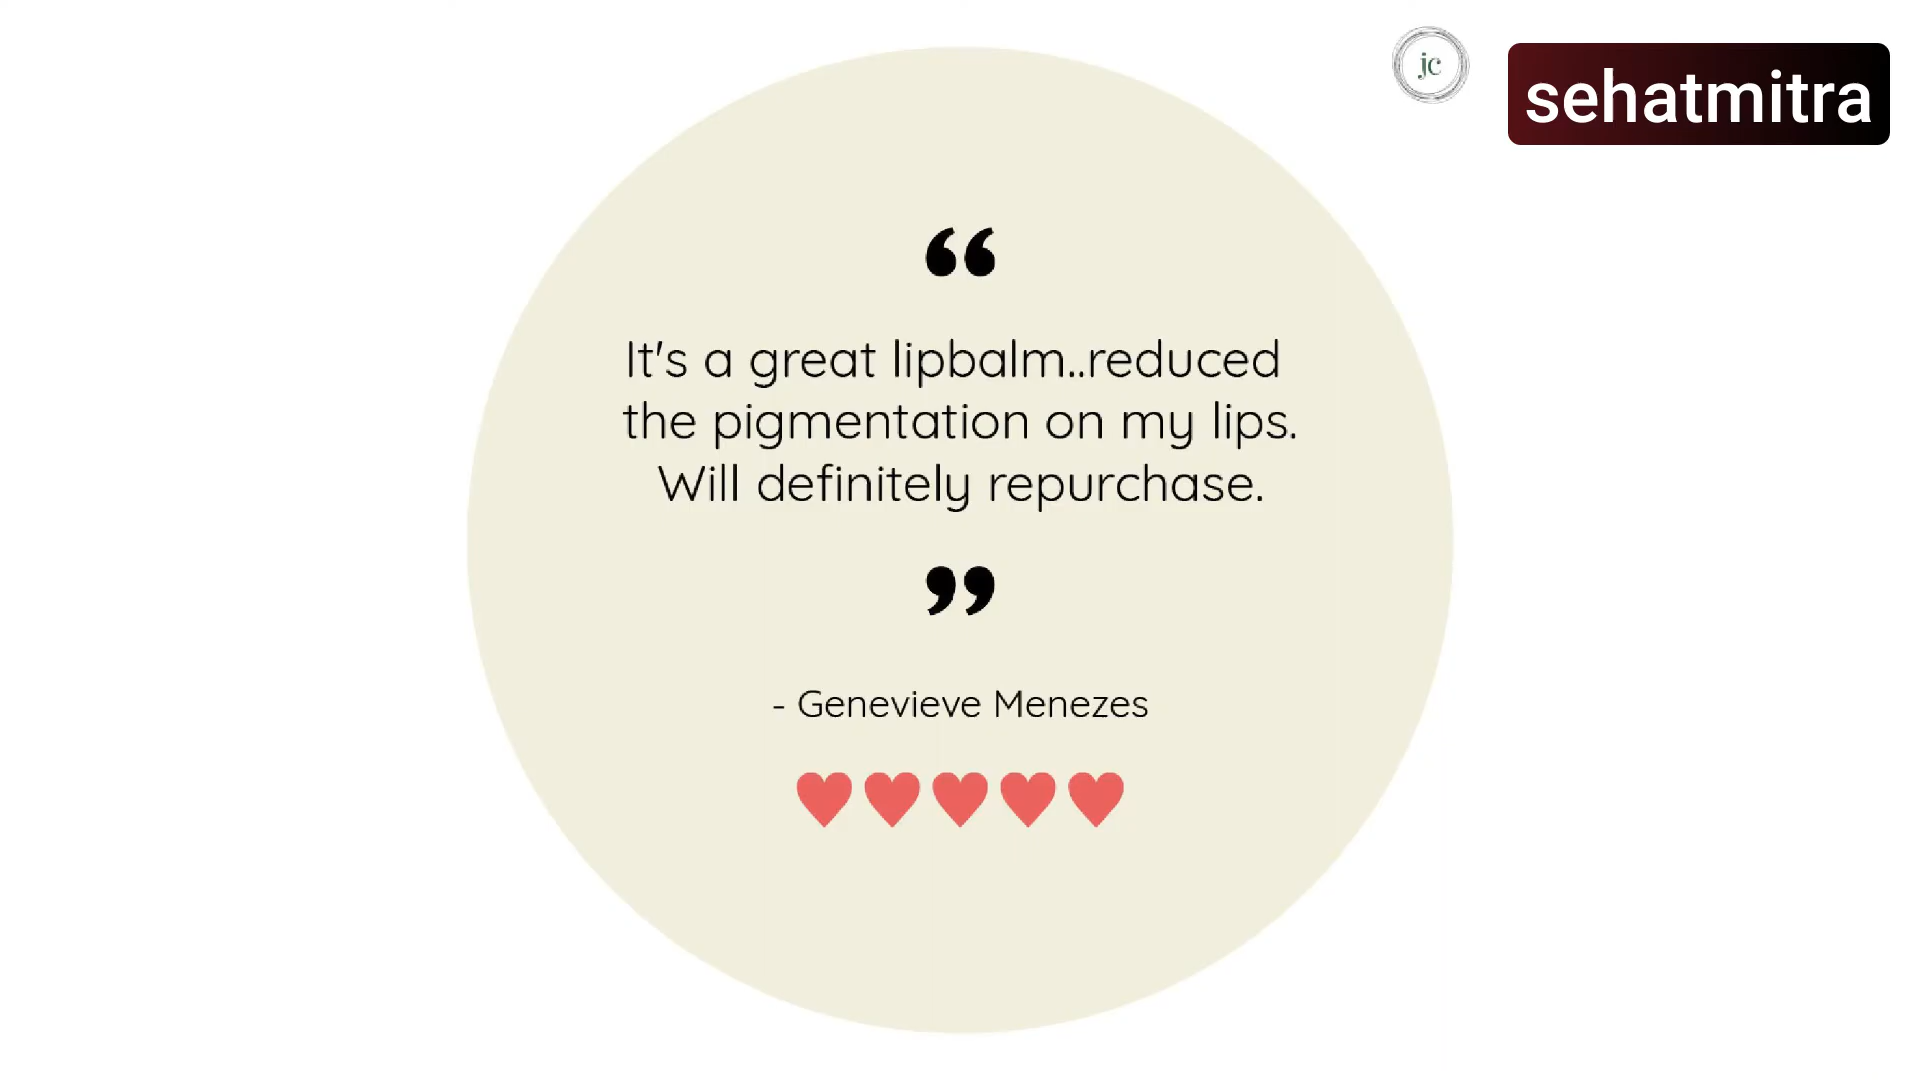 jc
sehatmitra
“
It's a great lipbalm..reduced
the pigmentation on my lips.
Will definitely repurchase.
”
- Genevieve Menezes